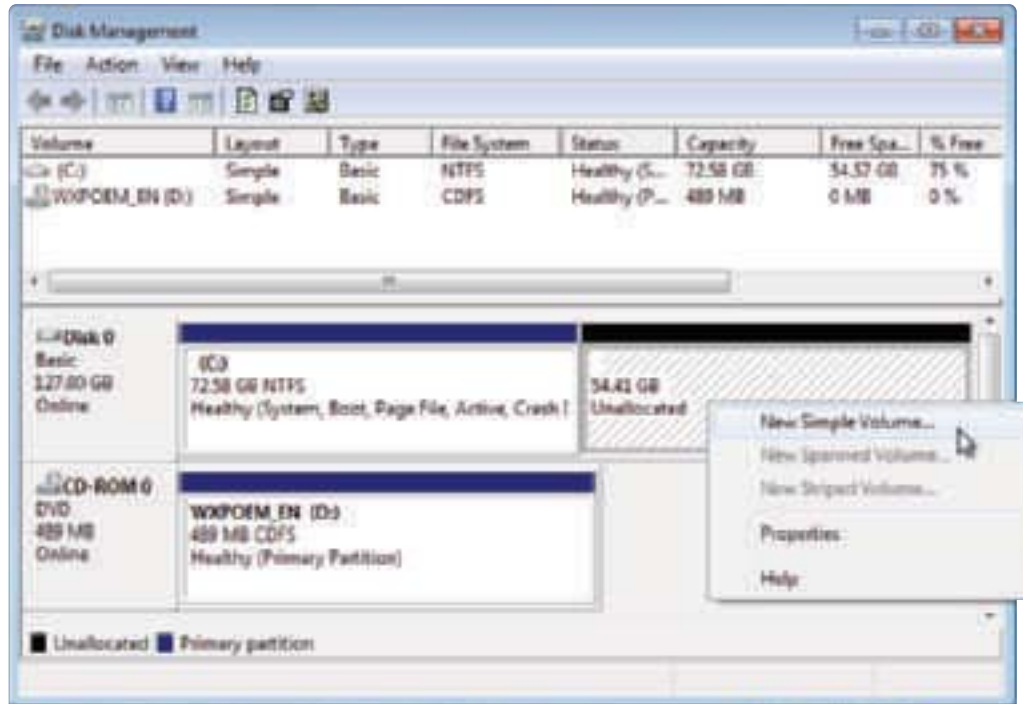 Disk Management
File Action View Help
Volume Layout Type File System Status Capacity Free Spa... % Free
(C:) Simple Basic NTFS Healthy (S... 72.58 GB 54.57 GB 75 %
WXPOEM_EN (D:) Simple Basic CDFS Healthy (P... 489 MB 0 MB 0 %
Disk 0
Basic
127.00 GB
Online
(C:)
72.58 GB NTFS
Healthy (System, Boot, Page File, Active, Crash
54.41 GB
Unallocated
New Simple Volume...
New Spanned Volume...
New Striped Volume...
Properties
Help
CD-ROM 0
DVD
489 MB
Online
WXPOEM_EN (D:)
489 MB CDFS
Healthy (Primary Partition)
Unallocated Primary partition